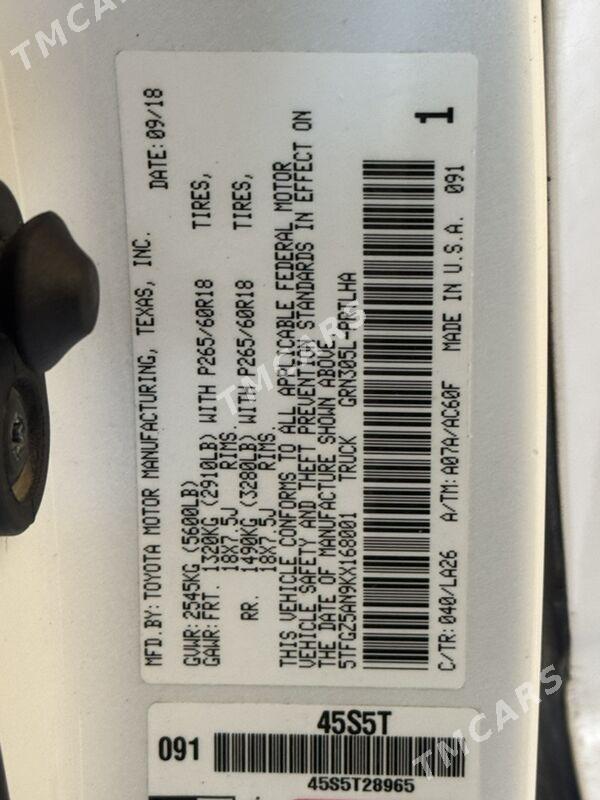 MFD.BY: TOYOTA MOTOR MANUFACTURING, TEXAS, INC. DATE: 09/18
GVWR: 2545KG (5600LB)
GAWR: FRT. 1320KG (2910LB) WITH P265/60R18 TIRES,
18X7.5J RIMS.
RR. 1490KG (3280LB) WITH P265/60R18 TIRES,
18X7.5J RIMS.
THIS VEHICLE CONFORMS TO ALL APPLICABLE FEDERAL MOTOR
VEHICLE SAFETY AND THEFT PREVENTION STANDARDS IN EFFECT ON
THE DATE OF MANUFACTURE SHOWN ABOVE.
5TFGZ5AN9KX168001 TRUCK GRN305L-PRTLHA
1
C/TR: 040/LA26 A/TM: A07A/AC60F MADE IN U.S.A. 091
45S5T
091
45S5T28965
TMCARS
TMCARS
TMCARS
TMCARS
TMCARS